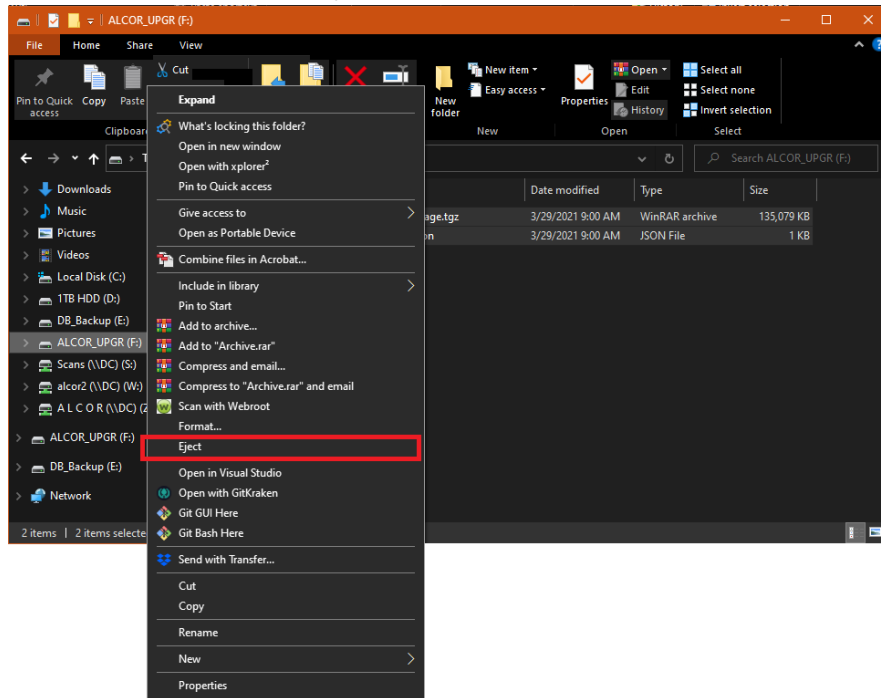 ALCOR_UPGR (F:)
File Home Share View
Cut
Pin to Quick access
Copy
Paste
New folder
New item
Easy access
Properties
Open
Edit
History
Select all
Select none
Invert selection
New
Open
Select
Search ALCOR_UPGR (F:)
Downloads
Music
Pictures
Videos
Local Disk (C:)
1TB HDD (D:)
DB_Backup (E:)
ALCOR_UPGR (F:)
Scans (\\DC) (S:)
alcor2 (\\DC) (W:)
A L C O R (\\DC) (Z
ALCOR_UPGR (F:)
DB_Backup (E:)
Network
2 items 2 items selecte
Expand
What's locking this folder?
Open in new window
Open with xplorer²
Pin to Quick access
Give access to
Open as Portable Device
Combine files in Acrobat...
Include in library
Pin to Start
Add to archive...
Add to "Archive.rar"
Compress and email...
Compress to "Archive.rar" and email
Scan with Webroot
Format...
Eject
Open in Visual Studio
Open with GitKraken
Git GUI Here
Git Bash Here
Send with Transfer...
Cut
Copy
Rename
New
Properties
Date modified Type Size
age.tgz 3/29/2021 9:00 AM WinRAR archive 135,079 KB
on 3/29/2021 9:00 AM JSON File 1 KB